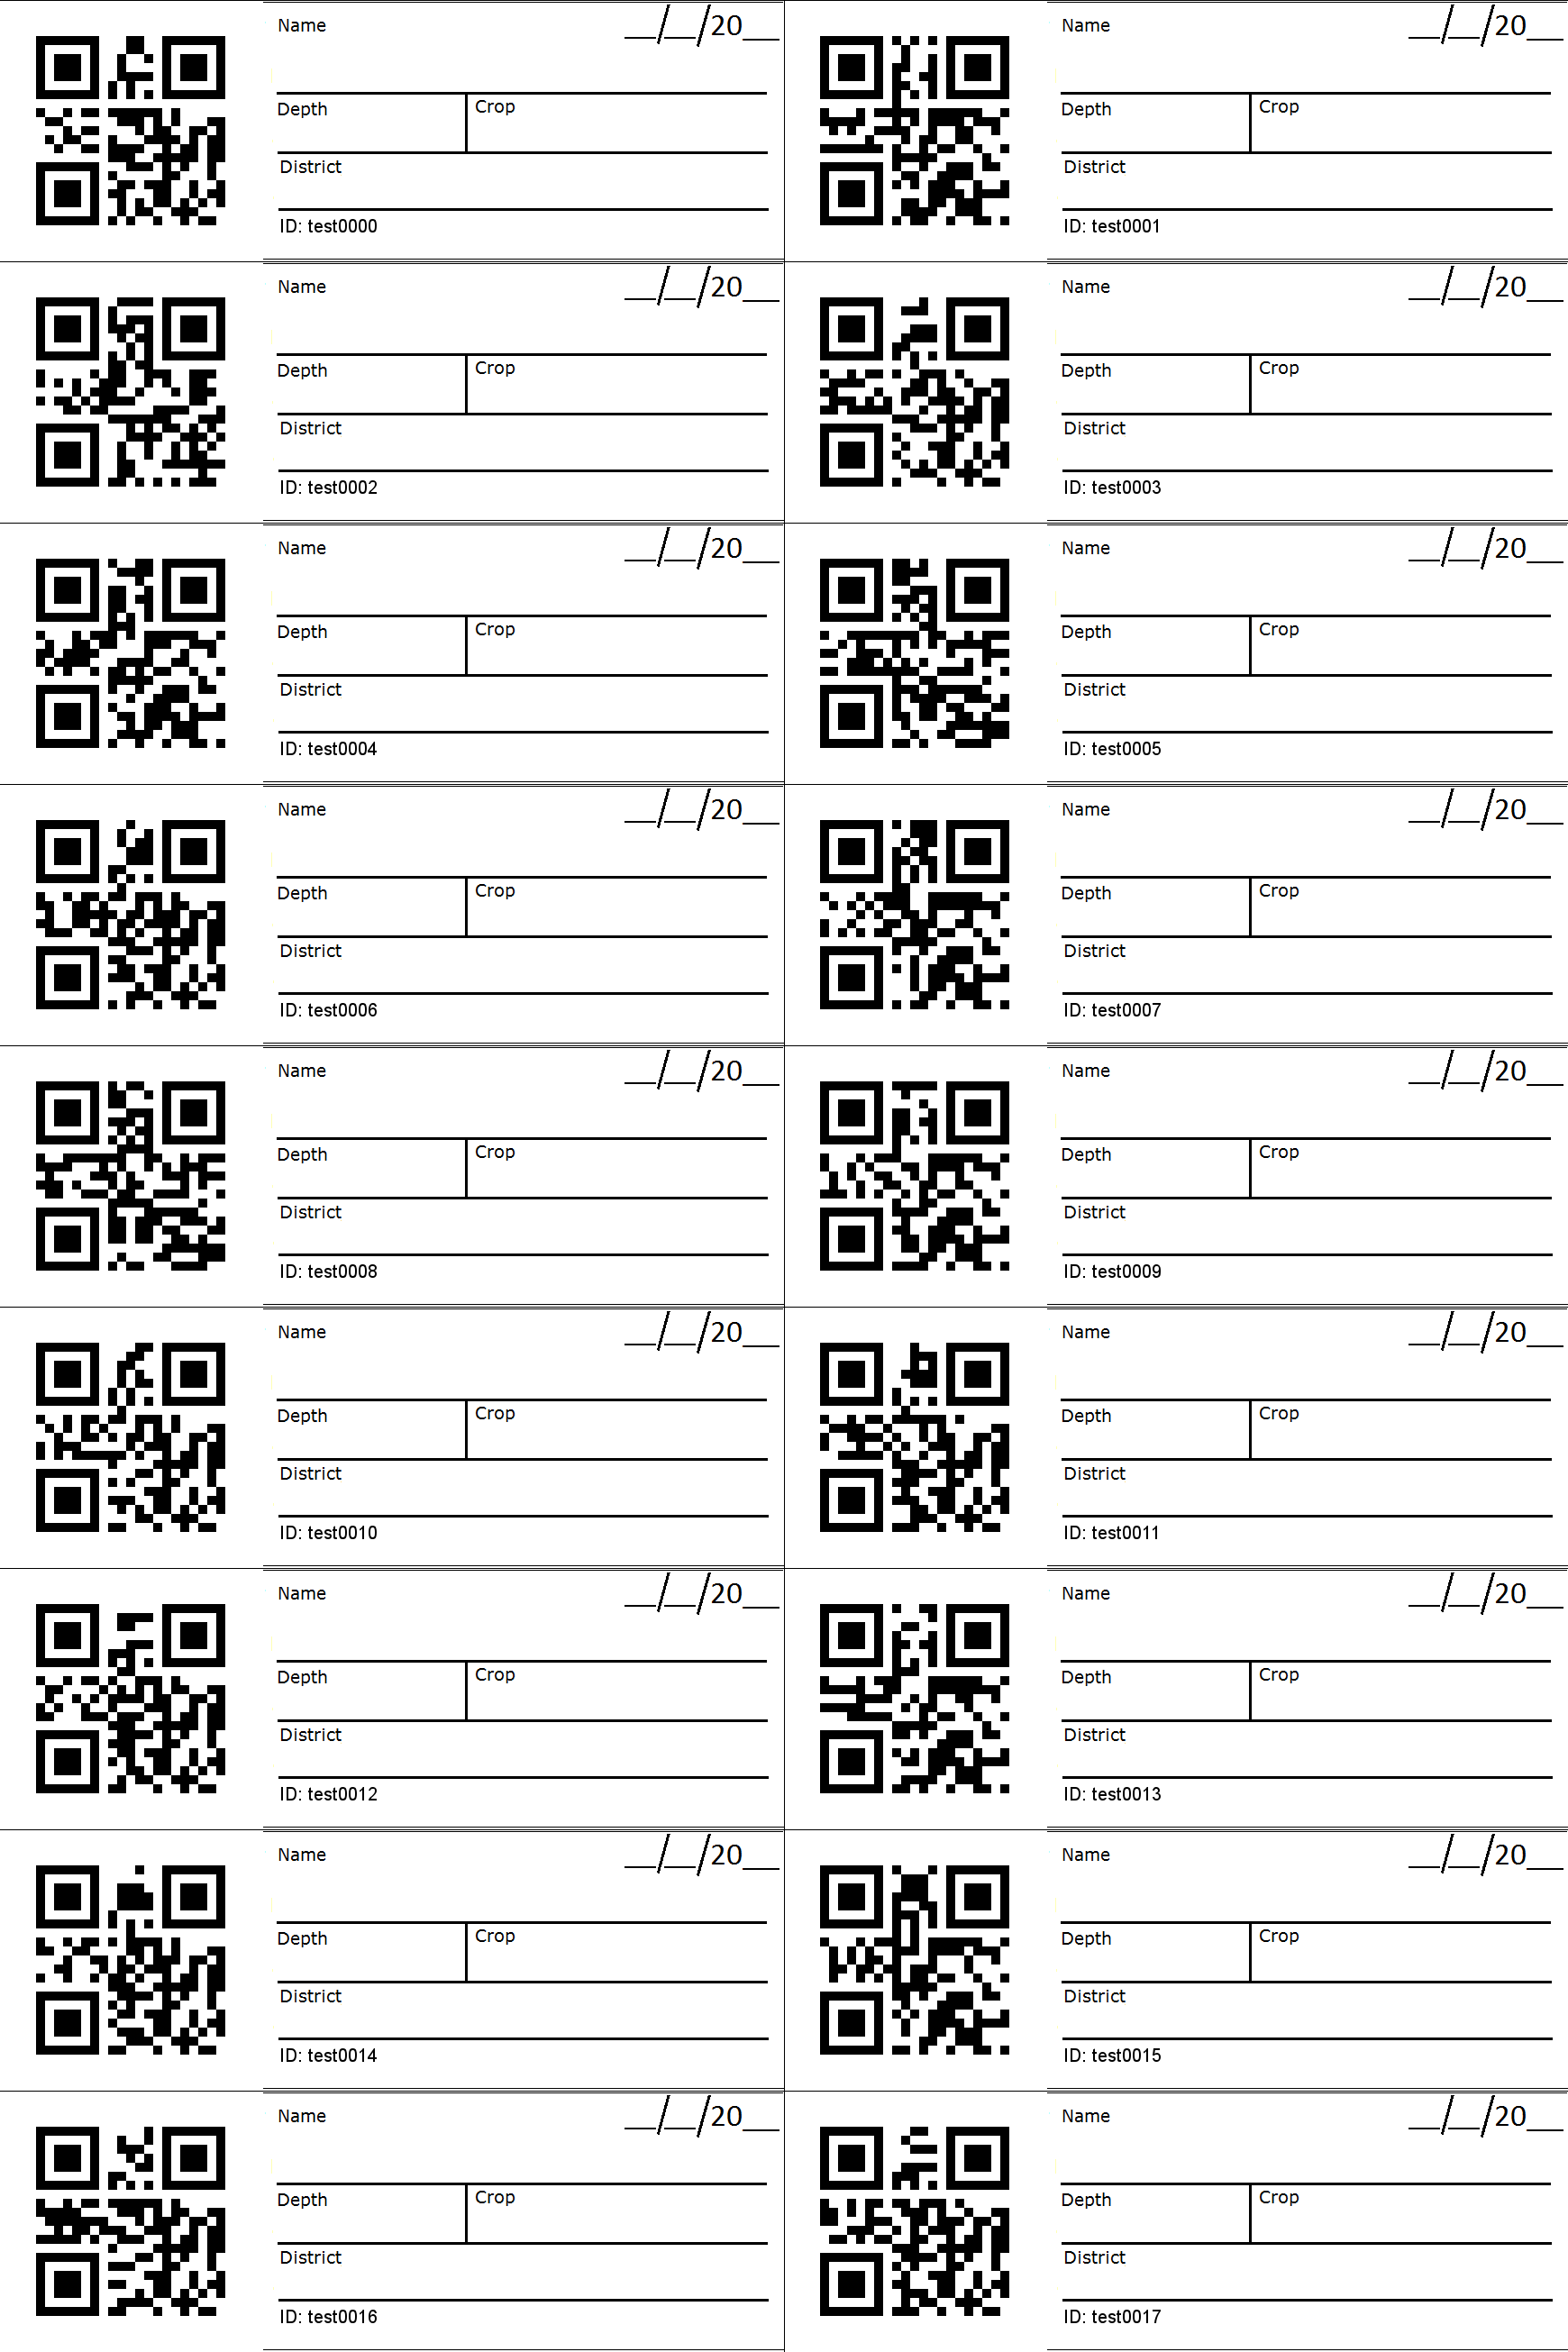 Name __/__/20__ Name __/__/20__
Depth Crop Depth Crop
District District
ID: test0000 ID: test0001
Name __/__/20__ Name __/__/20__
Depth Crop Depth Crop
District District
ID: test0002 ID: test0003
Name __/__/20__ Name __/__/20__
Depth Crop Depth Crop
District District
ID: test0004 ID: test0005
Name __/__/20__ Name __/__/20__
Depth Crop Depth Crop
District District
ID: test0006 ID: test0007
Name __/__/20__ Name __/__/20__
Depth Crop Depth Crop
District District
ID: test0008 ID: test0009
Name __/__/20__ Name __/__/20__
Depth Crop Depth Crop
District District
ID: test0010 ID: test0011
Name __/__/20__ Name __/__/20__
Depth Crop Depth Crop
District District
ID: test0012 ID: test0013
Name __/__/20__ Name __/__/20__
Depth Crop Depth Crop
District District
ID: test0014 ID: test0015
Name __/__/20__ Name __/__/20__
Depth Crop Depth Crop
District District
ID: test0016 ID: test0017